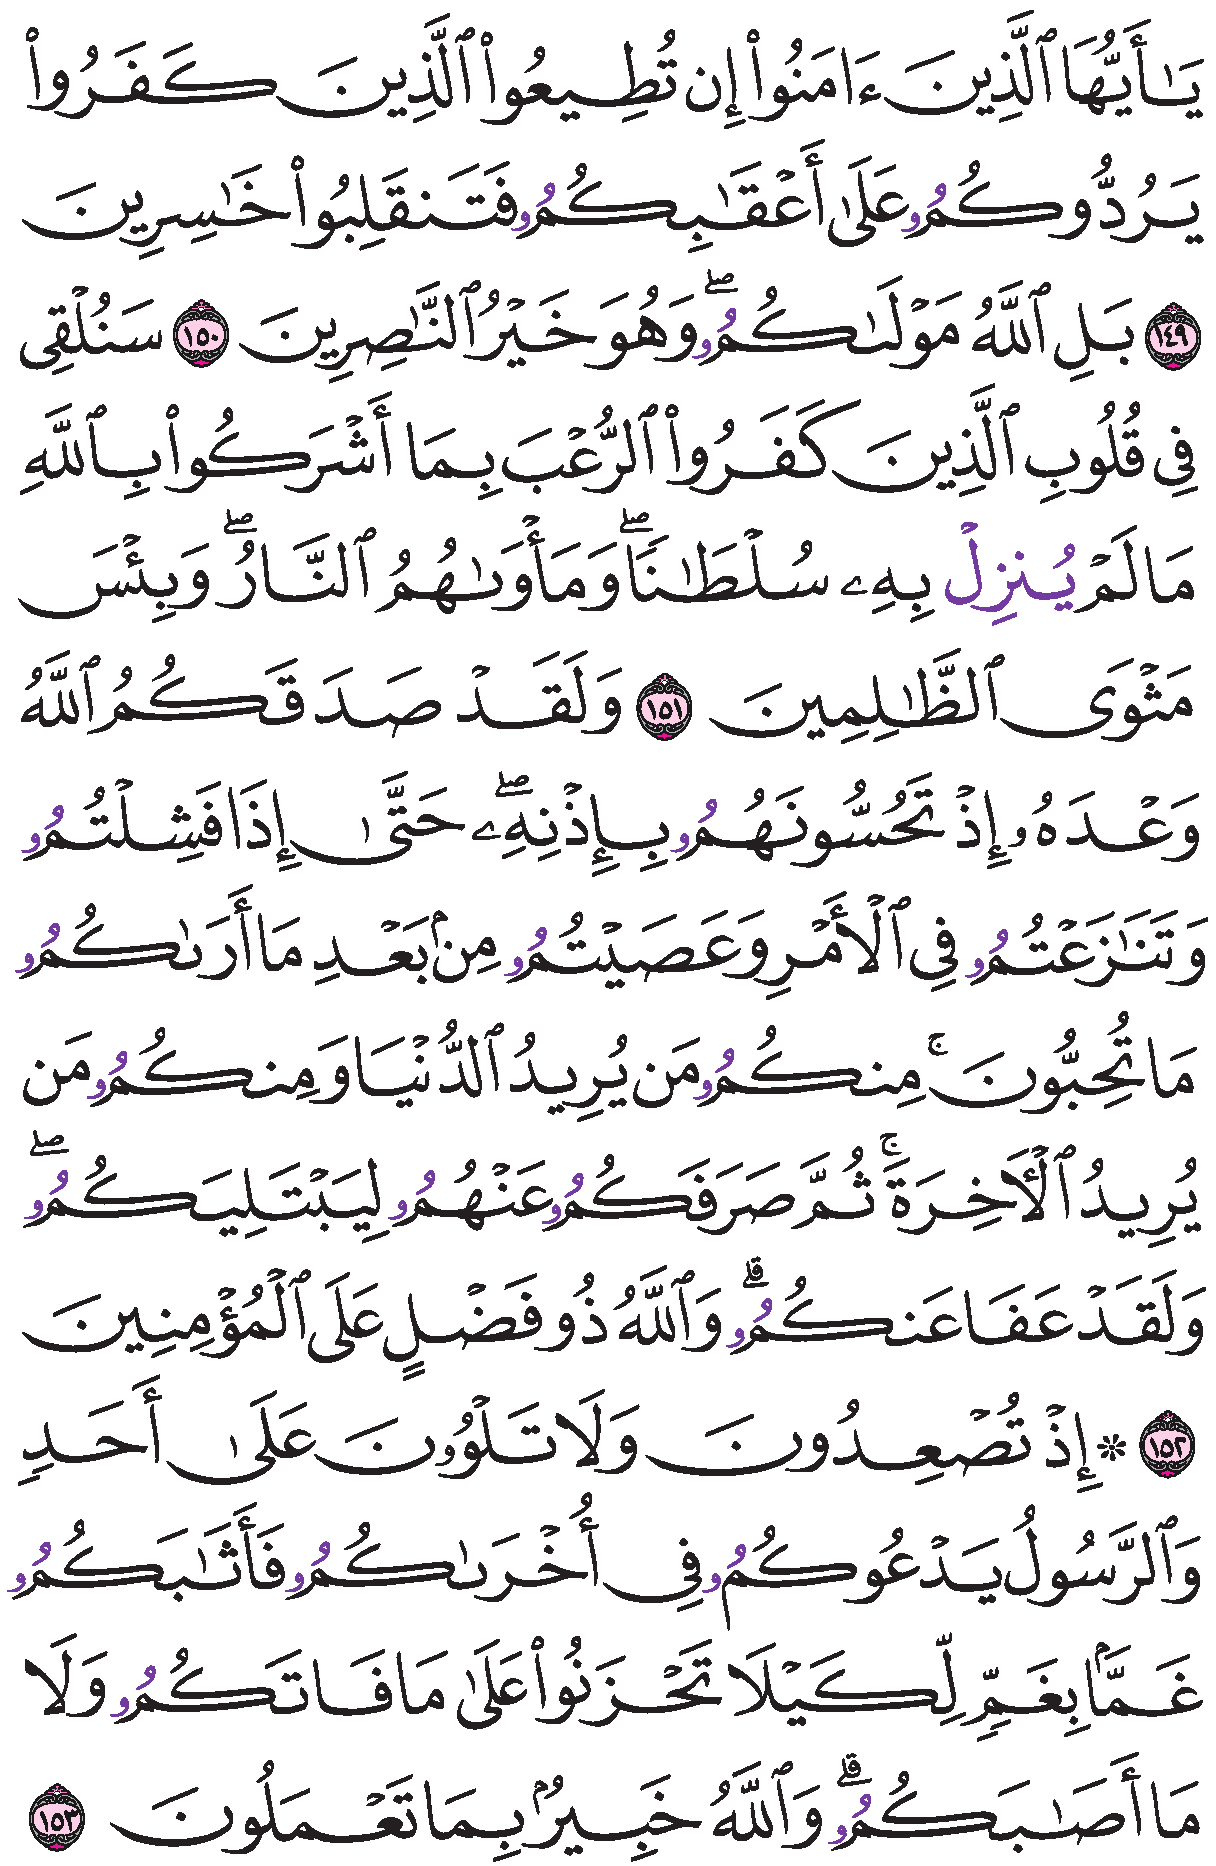 يَـٰٓأَيُّهَا ٱلَّذِينَ ءَامَنُوٓا۟ إِن تُطِيعُوا۟ ٱلَّذِينَ كَفَرُوا۟
يَرُدُّوكُمُۥ عَلَىٰٓ أَعْقَـٰبِكُمُۥ فَتَنقَلِبُوا۟ خَـٰسِرِينَ
١٤٩ بَلِ ٱللَّهُ مَوْلَىٰكُمُۥ ۖ وَهُوَ خَيْرُ ٱلنَّـٰصِرِينَ ١٥٠ سَنُلْقِى
فِى قُلُوبِ ٱلَّذِينَ كَفَرُوا۟ ٱلرُّعْبَ بِمَآ أَشْرَكُوا۟ بِٱللَّهِ
مَا لَمْ يُنزِلْ بِهِۦ سُلْطَـٰنًا ۖ وَمَأْوَىٰهُمُ ٱلنَّارُ ۖ وَبِئْسَ
مَثْوَى ٱلظَّـٰلِمِينَ ١٥١ وَلَقَدْ صَدَقَكُمُ ٱللَّهُ
وَعْدَهُۥٓ إِذْ تَحُسُّونَهُمُۥ بِإِذْنِهِۦ ۖ حَتَّىٰٓ إِذَا فَشِلْتُمُۥ
وَتَنَـٰزَعْتُمُۥ فِى ٱلْأَمْرِ وَعَصَيْتُمُۥ مِنۢ بَعْدِ مَآ أَرَىٰكُمُۥ
مَا تُحِبُّونَ ۚ مِنكُمُۥ مَن يُرِيدُ ٱلدُّنْيَا وَمِنكُمُۥ مَن
يُرِيدُ ٱلْـَٔاخِرَةَ ۚ ثُمَّ صَرَفَكُمُۥ عَنْهُمُۥ لِيَبْتَلِيَكُمُۥ ۖ
وَلَقَدْ عَفَا عَنكُمُۥ ۗ وَٱللَّهُ ذُو فَضْلٍ عَلَى ٱلْمُؤْمِنِينَ
١٥٢ ۞ إِذْ تُصْعِدُونَ وَلَا تَلْوُۥنَ عَلَىٰٓ أَحَدٍ
وَٱلرَّسُولُ يَدْعُوكُمُۥ فِىٓ أُخْرَىٰكُمُۥ فَأَثَـٰبَكُمُۥ
غَمًّۢا بِغَمٍّ لِّكَيْلَا تَحْزَنُوا۟ عَلَىٰ مَا فَاتَكُمُۥ وَلَا
مَآ أَصَـٰبَكُمُۥ ۗ وَٱللَّهُ خَبِيرٌۢ بِمَا تَعْمَلُونَ ١٥٣